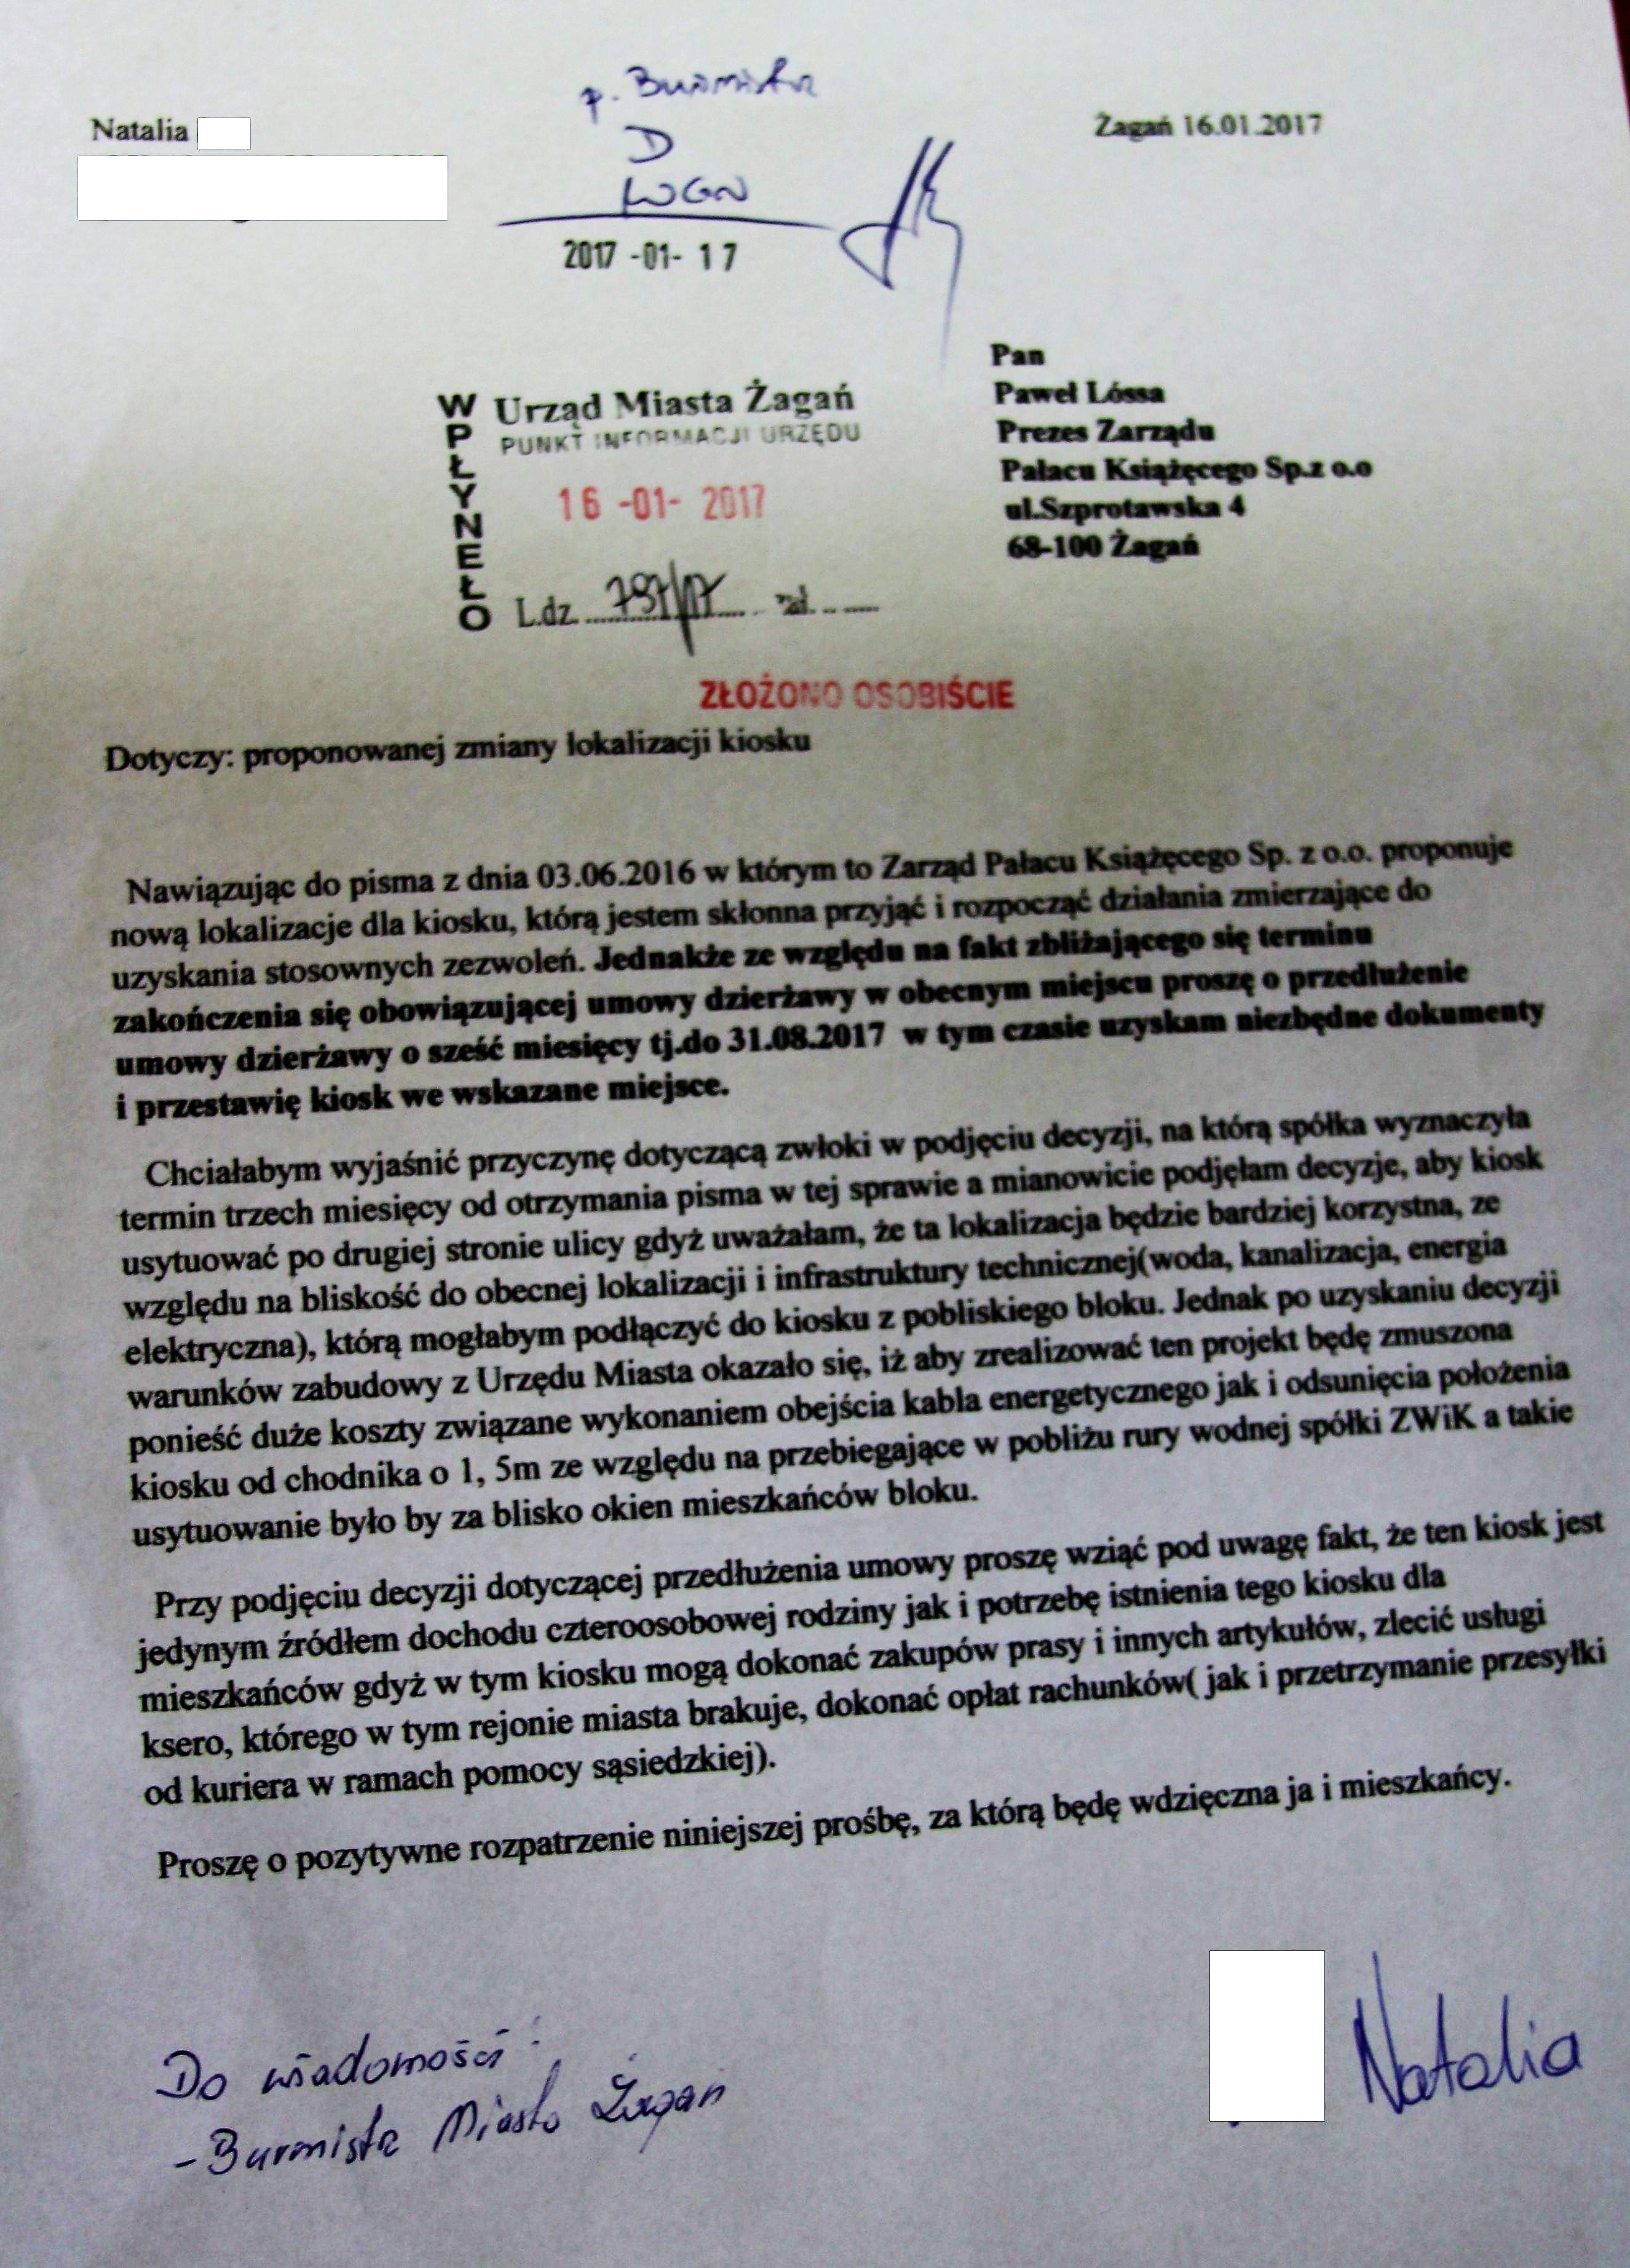 p. Burmistrz
Natalia
Żagań 16.01.2017
D
WGN
2017 -01- 17
Pan
Paweł Lóssa
Prezes Zarządu
Pałacu Książęcego Sp.z o.o
ul.Szprotawska 4
68-100 Żagań
WPŁYNĘŁO
Urząd Miasta Żagań
PUNKT INFORMACJI URZĘDU
16 -01- 2017
L.dz. zał.
ZŁOŻONO OSOBIŚCIE
Dotyczy: proponowanej zmiany lokalizacji kiosku
Nawiązując do pisma z dnia 03.06.2016 w którym to Zarząd Pałacu Książęcego Sp. z o.o. proponuje
nową lokalizacje dla kiosku, którą jestem skłonna przyjąć i rozpocząć działania zmierzające do
uzyskania stosownych zezwoleń. Jednakże ze względu na fakt zbliżającego się terminu
zakończenia się obowiązującej umowy dzierżawy w obecnym miejscu proszę o przedłużenie
umowy dzierżawy o sześć miesięcy tj.do 31.08.2017 w tym czasie uzyskam niezbędne dokumenty
i przestawię kiosk we wskazane miejsce.
Chciałabym wyjaśnić przyczynę dotyczącą zwłoki w podjęciu decyzji, na którą spółka wyznaczyła
termin trzech miesięcy od otrzymania pisma w tej sprawie a mianowicie podjęłam decyzje, aby kiosk
usytuować po drugiej stronie ulicy gdyż uważałam, że ta lokalizacja będzie bardziej korzystna, ze
względu na bliskość do obecnej lokalizacji i infrastruktury technicznej(woda, kanalizacja, energia
elektryczna), którą mogłabym podłączyć do kiosku z pobliskiego bloku. Jednak po uzyskaniu decyzji
warunków zabudowy z Urzędu Miasta okazało się, iż aby zrealizować ten projekt będę zmuszona
ponieść duże koszty związane wykonaniem obejścia kabla energetycznego jak i odsunięcia położenia
kiosku od chodnika o 1, 5m ze względu na przebiegające w pobliżu rury wodnej spółki ZWiK a takie
usytuowanie było by za blisko okien mieszkańców bloku.
Przy podjęciu decyzji dotyczącej przedłużenia umowy proszę wziąć pod uwagę fakt, że ten kiosk jest
jedynym źródłem dochodu czteroosobowej rodziny jak i potrzebę istnienia tego kiosku dla
mieszkańców gdyż w tym kiosku mogą dokonać zakupów prasy i innych artykułów, zlecić usługi
ksero, którego w tym rejonie miasta brakuje, dokonać opłat rachunków( jak i przetrzymanie przesyłki
od kuriera w ramach pomocy sąsiedzkiej).
Proszę o pozytywne rozpatrzenie niniejszej prośbę, za którą będę wdzięczna ja i mieszkańcy.
Natalia
Do wiadomości:
- Burmistrz Miasta Żagań